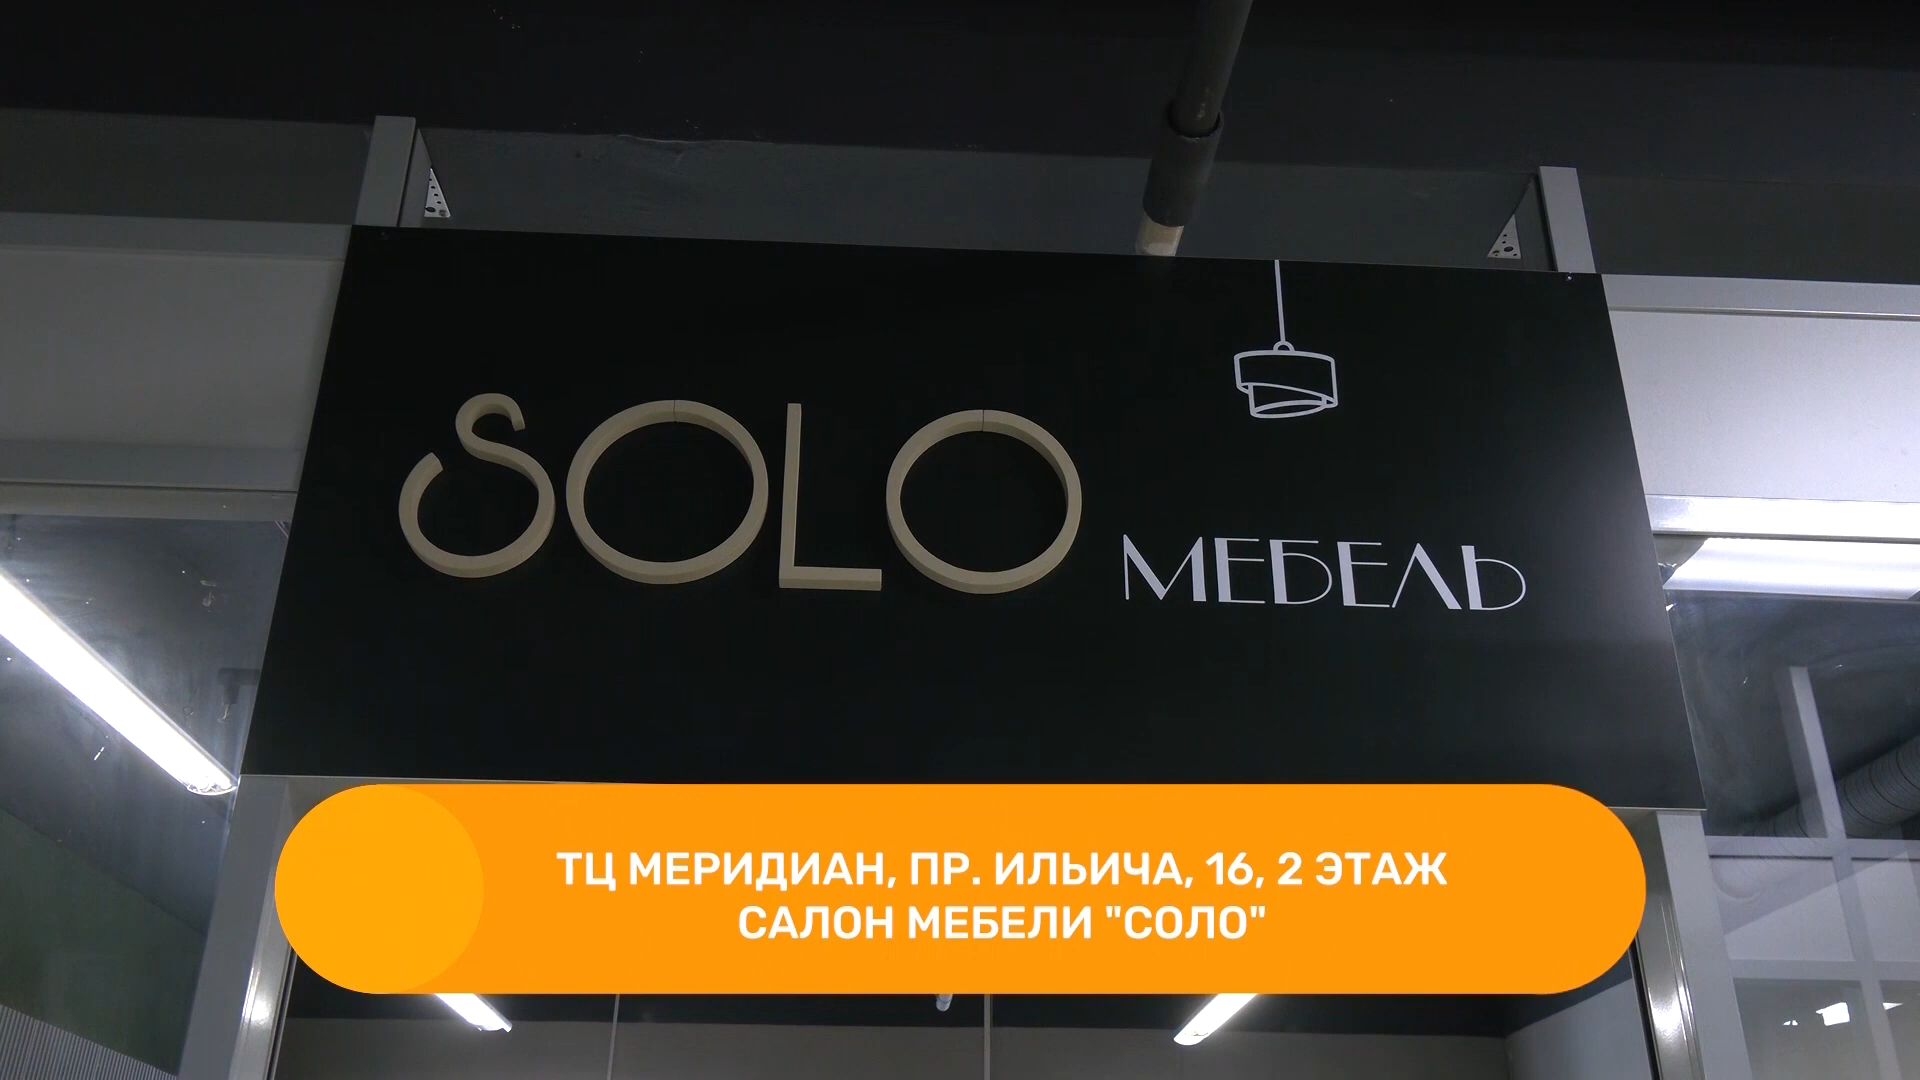 SOLO МЕБЕЛЬ
ТЦ МЕРИДИАН, ПР. ИЛЬИЧА, 16, 2 ЭТАЖ
САЛОН МЕБЕЛИ "СОЛО"